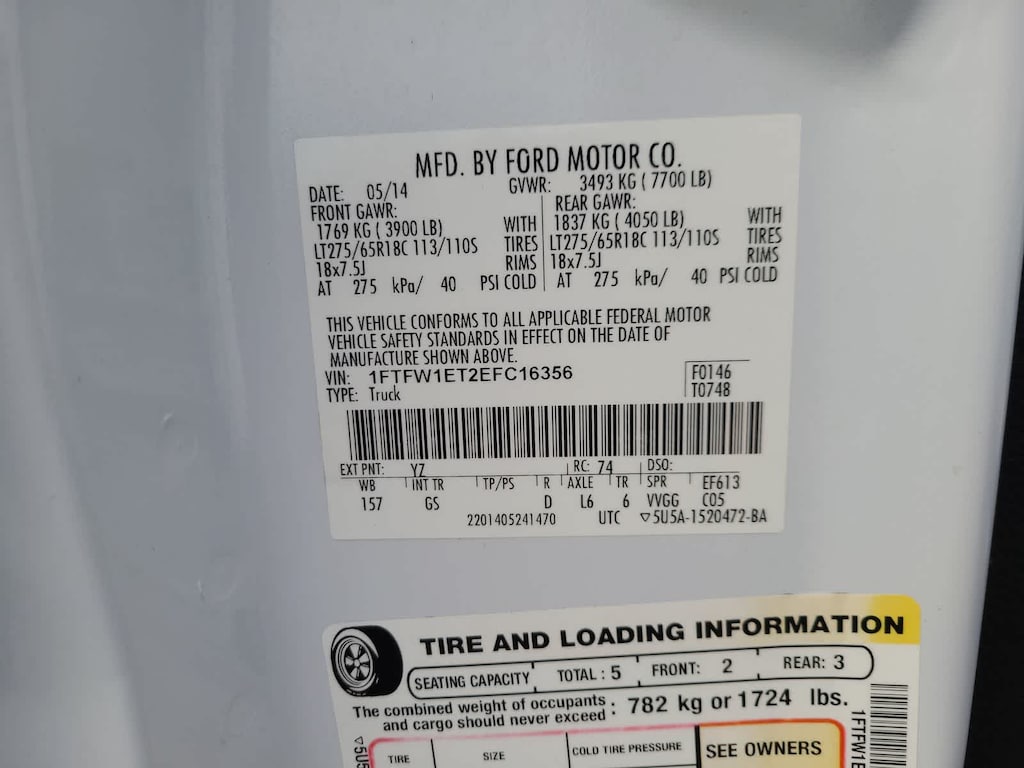 MFD. BY FORD MOTOR CO.
DATE: 05/14 GVWR: 3493 KG ( 7700 LB)
FRONT GAWR: REAR GAWR:
1769 KG ( 3900 LB) WITH 1837 KG ( 4050 LB) WITH
LT275/65R18C 113/110S TIRES LT275/65R18C 113/110S TIRES
18x7.5J RIMS 18x7.5J RIMS
AT 275 kPa/ 40 PSI COLD AT 275 kPa/ 40 PSI COLD
THIS VEHICLE CONFORMS TO ALL APPLICABLE FEDERAL MOTOR
VEHICLE SAFETY STANDARDS IN EFFECT ON THE DATE OF
MANUFACTURE SHOWN ABOVE.
VIN: 1FTFW1ET2EFC16356 F0146
TYPE: Truck T0748
EXT PNT: YZ RC: 74 DSO:
WB INT TR TP/PS R AXLE TR SPR EF613
157 GS D L6 6 VVGG C05
2201405241470 UTC ▽5U5A-1520472-BA
TIRE AND LOADING INFORMATION
SEATING CAPACITY TOTAL : 5 FRONT: 2 REAR: 3
The combined weight of occupants
and cargo should never exceed : 782 kg or 1724 lbs.
TIRE SIZE COLD TIRE PRESSURE SEE OWNERS
▽5U5
1FTFW1E